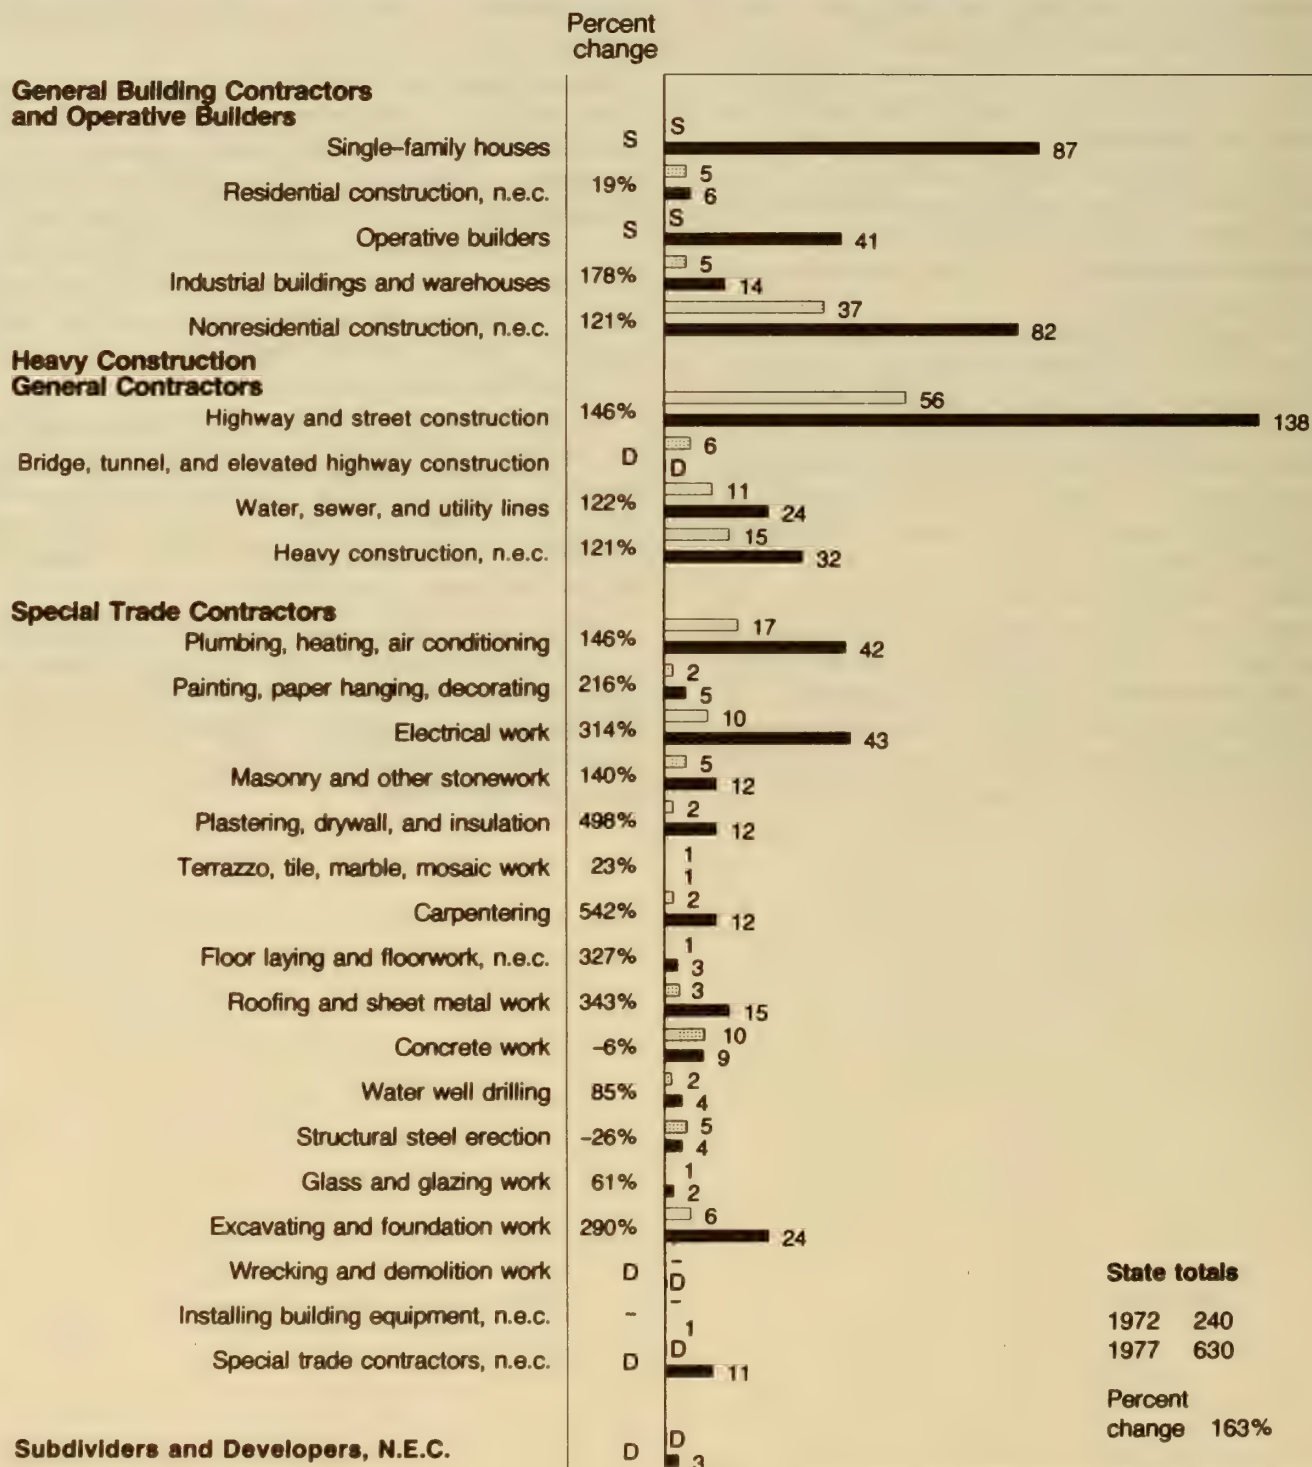 Percent
change
General Building Contractors
and Operative Builders
Single-family houses S S 87
Residential construction, n.e.c. 19% 5 6
Operative builders S S 41
Industrial buildings and warehouses 178% 5 14
Nonresidential construction, n.e.c. 121% 37 82
Heavy Construction
General Contractors
Highway and street construction 146% 56 138
Bridge, tunnel, and elevated highway construction D 6 D
Water, sewer, and utility lines 122% 11 24
Heavy construction, n.e.c. 121% 15 32
Special Trade Contractors
Plumbing, heating, air conditioning 146% 17 42
Painting, paper hanging, decorating 216% 2 5
Electrical work 314% 10 43
Masonry and other stonework 140% 5 12
Plastering, drywall, and insulation 498% 2 12
Terrazzo, tile, marble, mosaic work 23% 1 1
Carpentering 542% 2 12
Floor laying and floorwork, n.e.c. 327% 1 3
Roofing and sheet metal work 343% 3 15
Concrete work -6% 10 9
Water well drilling 85% 2 4
Structural steel erection -26% 5 4
Glass and glazing work 61% 1 2
Excavating and foundation work 290% 6 24
Wrecking and demolition work D - D
Installing building equipment, n.e.c. - - 1
Special trade contractors, n.e.c. D D 11
Subdividers and Developers, N.E.C. D D 3
State totals
1972 240
1977 630
Percent
change 163%